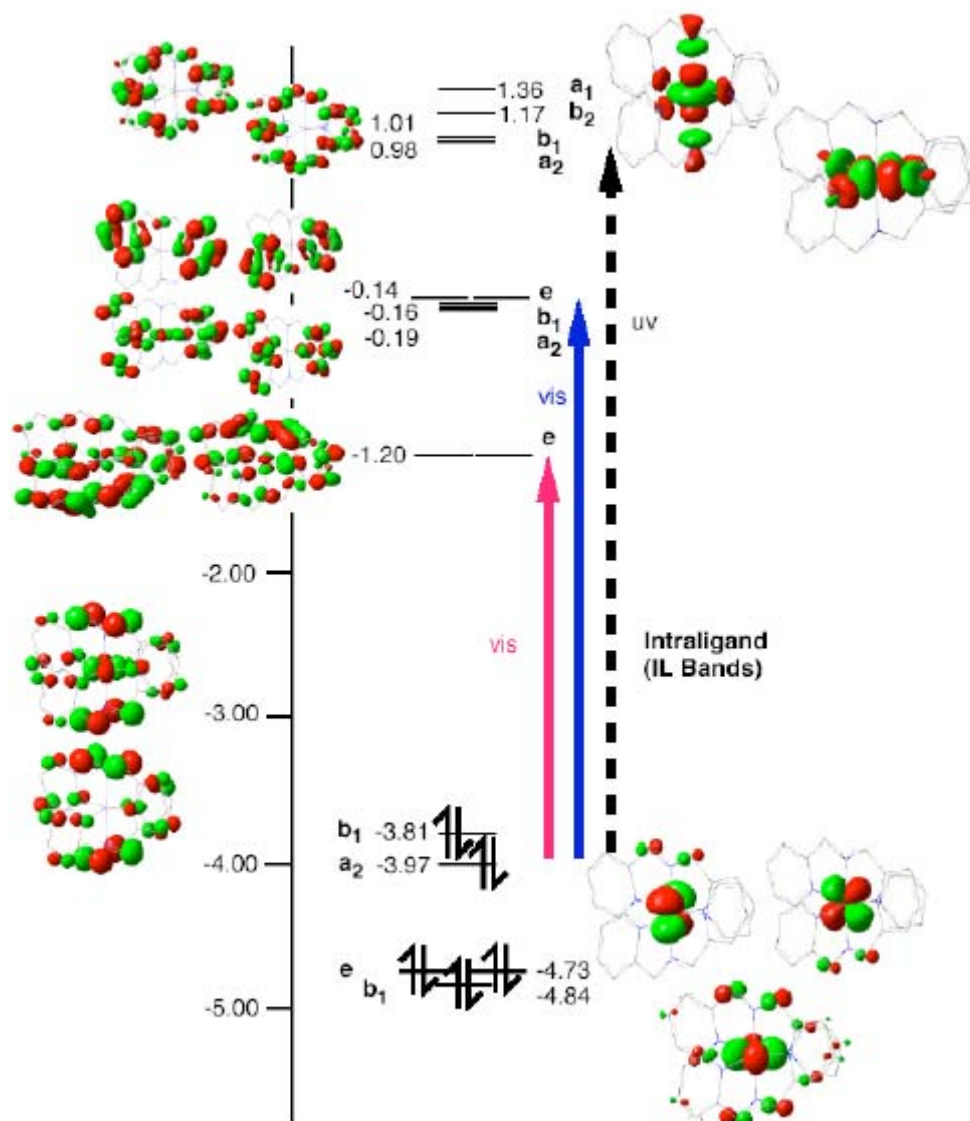 1.36 a1
1.17 b2
1.01 b1
0.98 a2
-0.14 e
-0.16 b1
-0.19 a2
uv
vis
e
-1.20
-2.00
vis
Intraligand
(IL Bands)
-3.00
b1 -3.81
a2 -3.97
-4.00
e -4.73
b1 -4.84
-5.00